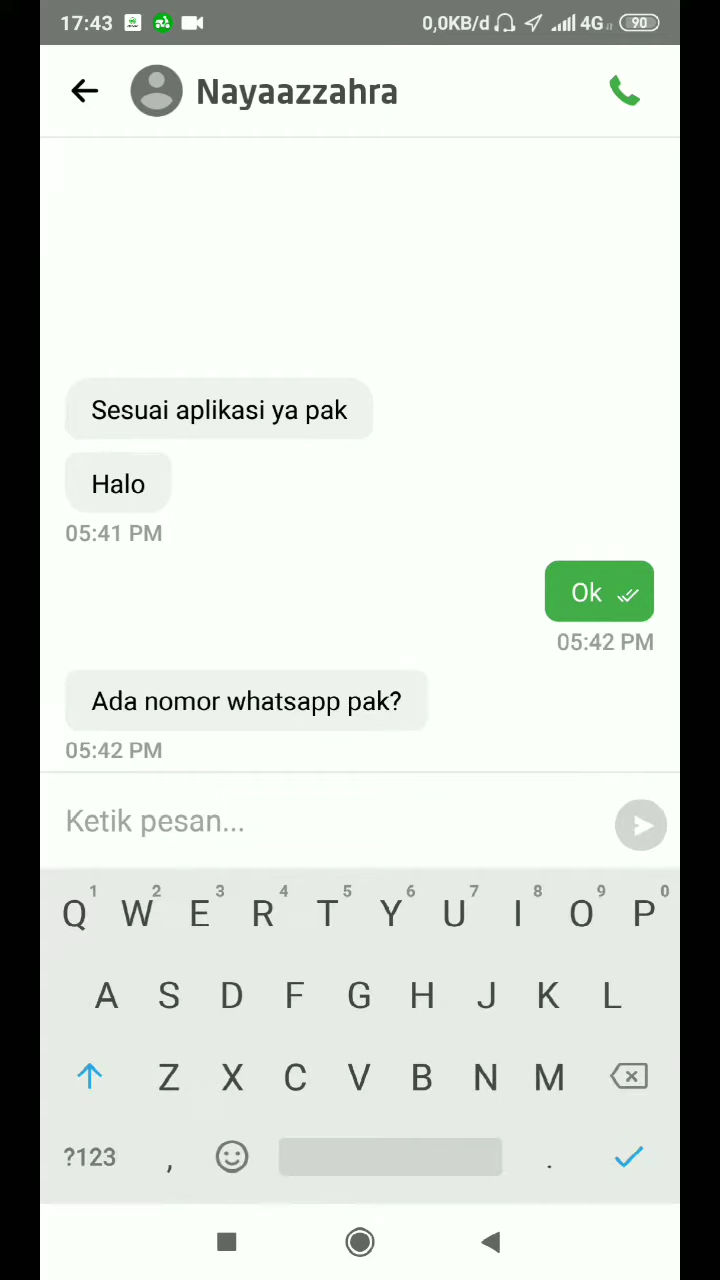 17:43 0,0KB/d 4G 90
Nayaazzahra
Sesuai aplikasi ya pak
Halo
05:41 PM
Ok
05:42 PM
Ada nomor whatsapp pak?
05:42 PM
Ketik pesan...
1 2 3 4 5 6 7 8 9 0
Q W E R T Y U I O P
A S D F G H J K L
Z X C V B N M
?123 , .